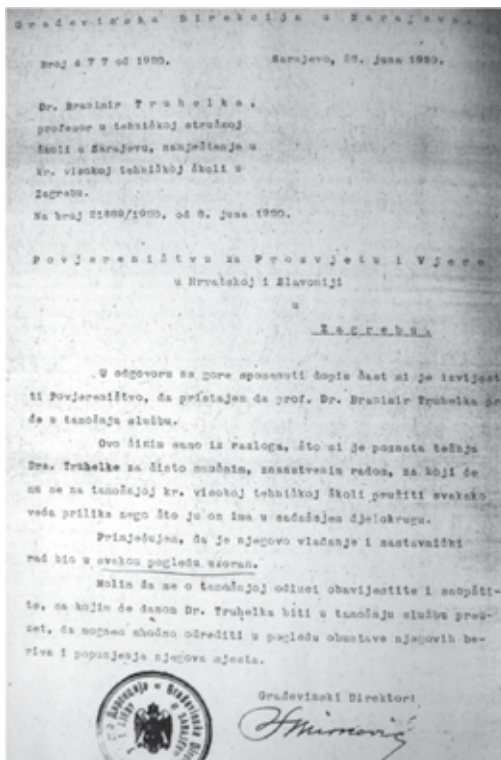 Građevinska Direkcija u Sarajevu.
Broj 4 7 7 od 1920. Sarajevo, juna 1920.
Dr. Branimir Truhelka,
profesor u tehničkoj stručnoj
školi u Sarajevu, namještenje u
kr. visokoj tehničkoj školi u
Zagrebu.
Na broj 21889/1920. od 8. juna 1920.
Povjereništvu za Prosvjetu i Vjere
u Hrvatskoj i Slavoniji
u
Zagrebu.
U odgovoru na gore spomenuti dopis čast mi je izvijest
ti Povjereništvo, da pristajem da prof. Dr. Branimir Truhelka pr
đe u tamošnju službu.
Ovo činim samo iz razloga, što mi je poznata težnja
Dra. Truhelke za čisto naučnim, znanstvenim radom, za koji će
mu se na tamošnjoj kr. visokoj tehničkoj školi pružiti svakako
veća prilika nego što ju on ima u sadašnjem djelokrugu.
Primjećujem, da je njegovo vladanje i nastavnički
rad bio u svakom pogledu uzoran.
Molim da me o tamošnjoj odluci obavijestite i saopšti-
te, sa kojim će danom Dr. Truhelka biti u tamošnju službu preu-
zet, da mognem shodno odrediti u pogledu obustave njegovih be-
riva i popunjenja njegova mjesta.
Građevinski Direktor: